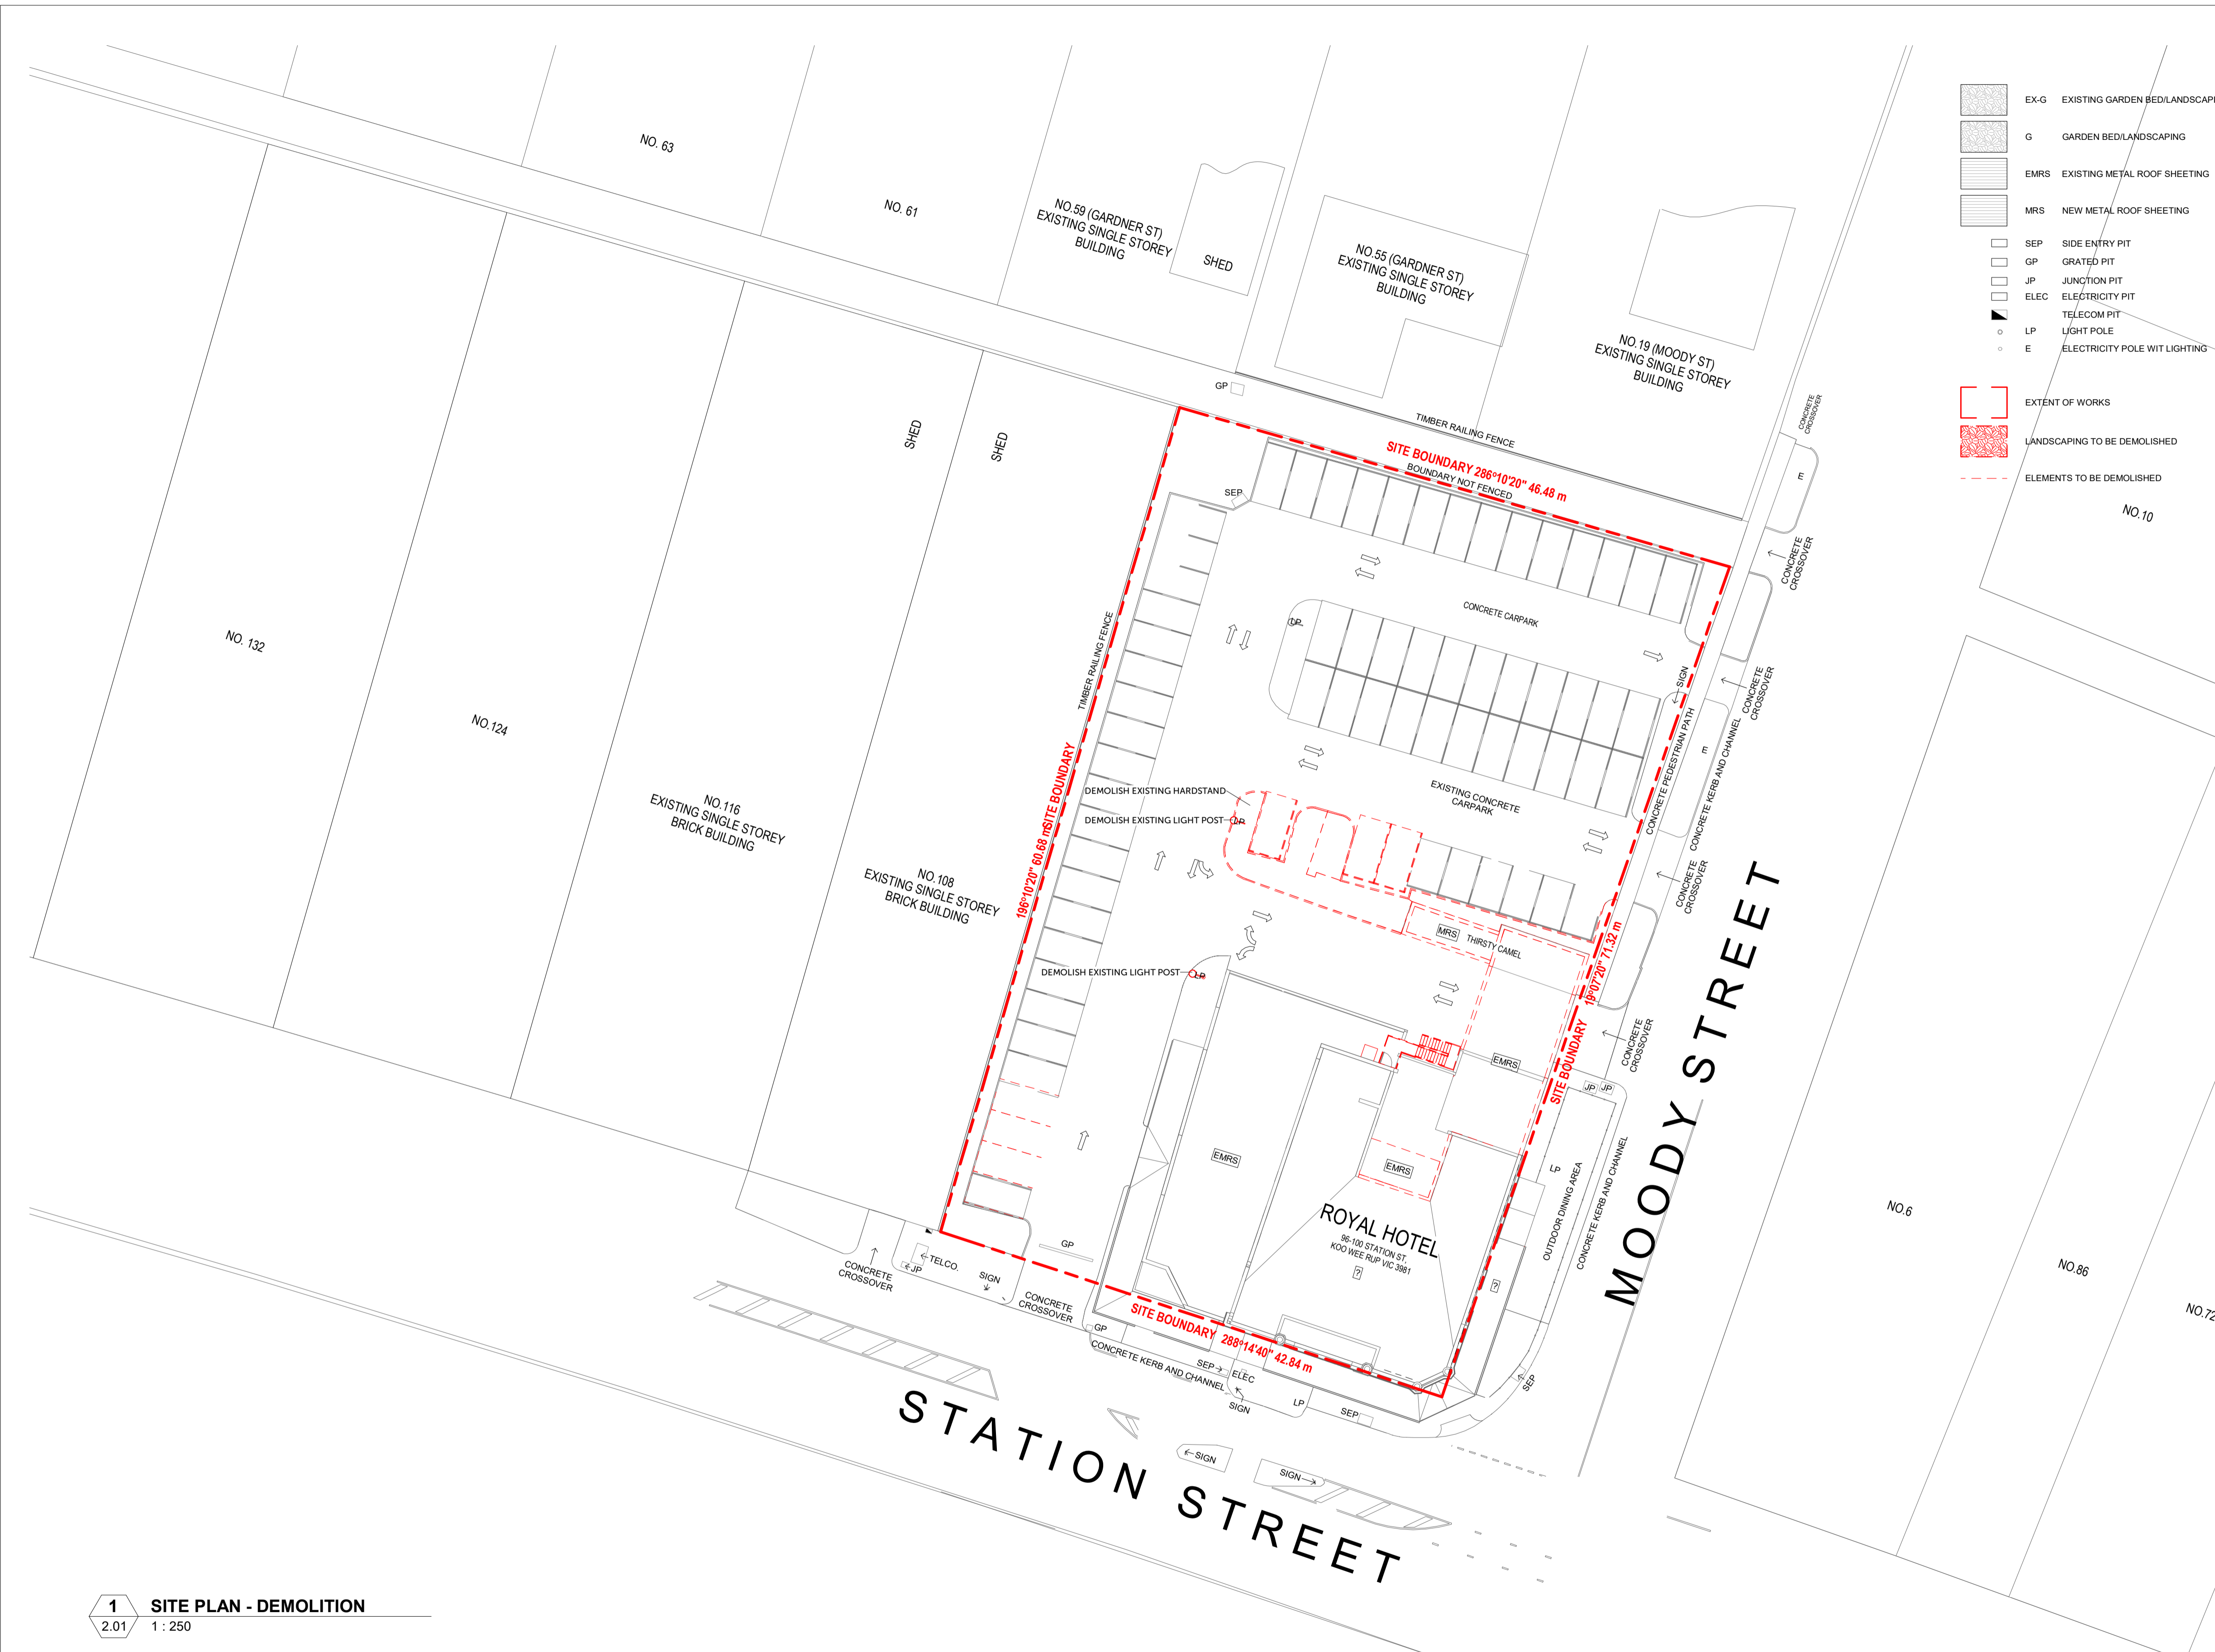 EX-G EXISTING GARDEN BED/LANDSCAPI
G GARDEN BED/LANDSCAPING
EMRS EXISTING METAL ROOF SHEETING
MRS NEW METAL ROOF SHEETING
SEP SIDE ENTRY PIT
GP GRATED PIT
JP JUNCTION PIT
ELEC ELECTRICITY PIT
TELECOM PIT
LP LIGHT POLE
E ELECTRICITY POLE WIT LIGHTING
EXTENT OF WORKS
LANDSCAPING TO BE DEMOLISHED
ELEMENTS TO BE DEMOLISHED
NO. 63
NO. 61
NO.59 (GARDNER ST)
EXISTING SINGLE STOREY
BUILDING
SHED
NO.55 (GARDNER ST)
EXISTING SINGLE STOREY
BUILDING
NO.19 (MOODY ST)
EXISTING SINGLE STOREY
BUILDING
GP
TIMBER RAILING FENCE
SITE BOUNDARY 286º10'20" 46.48 m
BOUNDARY NOT FENCED
CONCRETE
CROSSOVER
E
NO.10
CONCRETE
CROSSOVER
SHED
SHED
SEP
CONCRETE CARPARK
LP
TIMBER RAILING FENCE
SIGN
CONCRETE
CROSSOVER
NO. 132
NO.124
NO.116
EXISTING SINGLE STOREY
BRICK BUILDING
NO.108
EXISTING SINGLE STOREY
BRICK BUILDING
196º10'20" 60.68 m
SITE BOUNDARY
DEMOLISH EXISTING HARDSTAND
DEMOLISH EXISTING LIGHT POST
LP
EXISTING CONCRETE
CARPARK
CONCRETE PEDESTRIAN PATH
E
CONCRETE KERB AND CHANNEL
CONCRETE
CROSSOVER
MRS
THIRSTY CAMEL
DEMOLISH EXISTING LIGHT POST
LP
SITE BOUNDARY 19º07'20" 71.32 m
CONCRETE
CROSSOVER
EMRS
JP JP
MOODY STREET
EMRS
EMRS
LP
OUTDOOR DINING AREA
CONCRETE KERB AND CHANNEL
ROYAL HOTEL
96-100 STATION ST,
KOO WEE RUP VIC 3981
?
?
NO.6
NO.86
NO.72
GP
TELCO.
JP
SIGN
CONCRETE
CROSSOVER
CONCRETE
CROSSOVER
GP
SITE BOUNDARY 288º14'40" 42.84 m
CONCRETE KERB AND CHANNEL
SEP
ELEC
SIGN
LP
SEP
SEP
SIGN
SIGN
STATION STREET
1
2.01
SITE PLAN - DEMOLITION
1 : 250